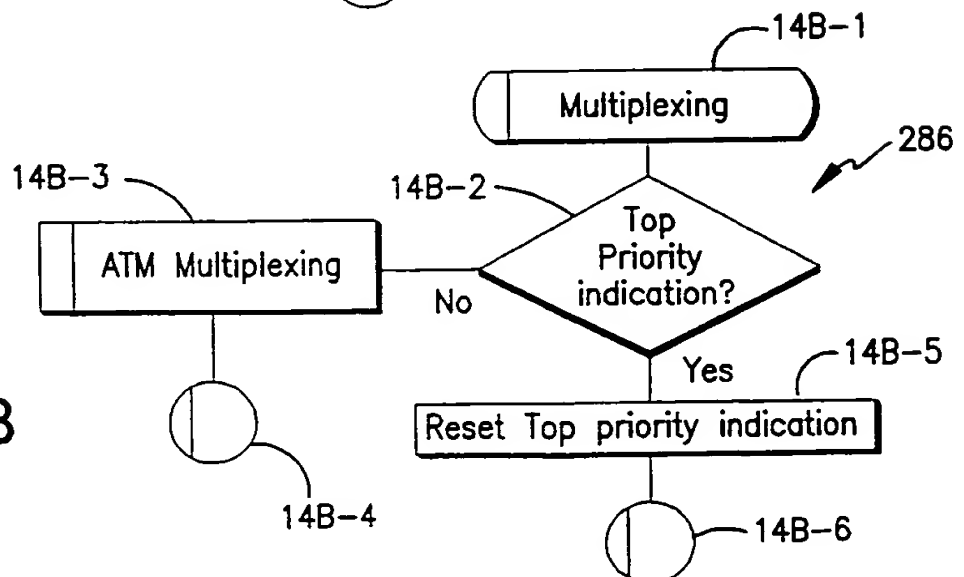 14B-1
Multiplexing
286
14B-3
14B-2
Top
Priority
indication?
ATM Multiplexing
No
Yes
14B-5
Reset Top priority indication
14B-4
14B-6